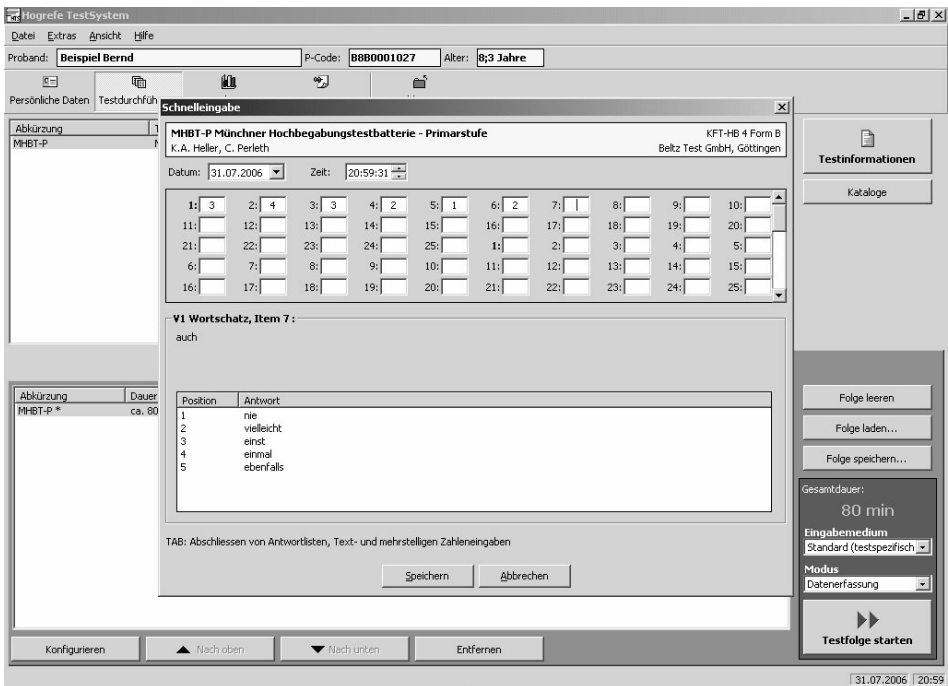 Hogrefe TestSystem
Datei Extras Ansicht Hilfe
Proband: Beispiel Bernd P-Code: B8B0001027 Alter: 8;3 Jahre
Persönliche Daten Testdurchfüh
Schnelleingabe
Abkürzung
MHBT-P
MHBT-P Münchner Hochbegabungstestbatterie - Primarstufe KFT-HB 4 Form B
K.A. Heller, C. Perleth Beltz Test GmbH, Göttingen
Datum: 31.07.2006 Zeit: 20:59:31
1: 3 2: 4 3: 3 4: 2 5: 1 6: 2 7: 8: 9: 10:
11: 12: 13: 14: 15: 16: 17: 18: 19: 20:
21: 22: 23: 24: 25: 1: 2: 3: 4: 5:
6: 7: 8: 9: 10: 11: 12: 13: 14: 15:
16: 17: 18: 19: 20: 21: 22: 23: 24: 25:
V1 Wortschatz, Item 7 :
auch
Position Antwort
1 nie
2 vielleicht
3 einst
4 einmal
5 ebenfalls
TAB: Abschliessen von Antwortlisten, Text- und mehrstelligen Zahleneingaben
Speichern Abbrechen
Testinformationen
Kataloge
Abkürzung Dauer
MHBT-P * ca. 80
Folge leeren
Folge laden...
Folge speichern...
Gesamtdauer:
80 min
Eingabemedium
Standard (testspezifisch
Modus
Datenerfassung
Testfolge starten
Konfigurieren Nach oben Nach unten Entfernen
31.07.2006 20:59